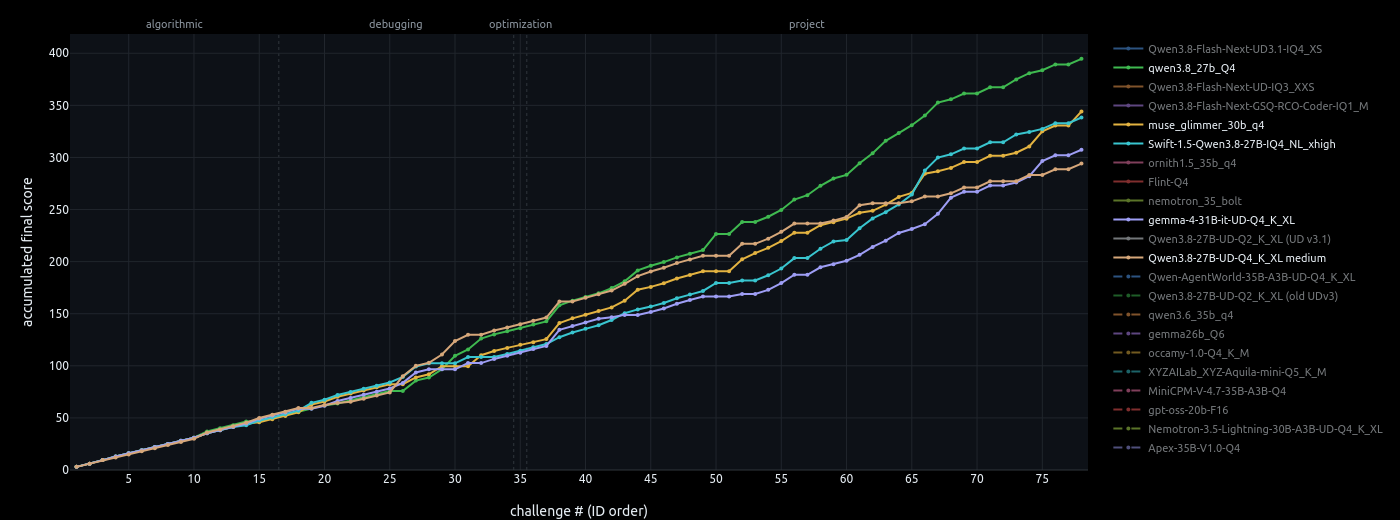 algorithmic debugging optimization project
400
350
300
250
200
150
100
50
0
accumulated final score
5 10 15 20 25 30 35 40 45 50 55 60 65 70 75
challenge # (ID order)
Qwen3.8-Flash-Next-UD3.1-IQ4_XS
qwen3.8_27b_Q4
Qwen3.8-Flash-Next-UD-IQ3_XXS
Qwen3.8-Flash-Next-GSQ-RCO-Coder-IQ1_M
muse_glimmer_30b_q4
Swift-1.5-Qwen3.8-27B-IQ4_NL_xhigh
ornith1.5_35b_q4
Flint-Q4
nemotron_35_bolt
gemma-4-31B-it-UD-Q4_K_XL
Qwen3.8-27B-UD-Q2_K_XL (UD v3.1)
Qwen3.8-27B-UD-Q4_K_XL medium
Qwen-AgentWorld-35B-A3B-UD-Q4_K_XL
Qwen3.8-27B-UD-Q2_K_XL (old UDv3)
qwen3.6_35b_q4
gemma26b_Q6
occamy-1.0-Q4_K_M
XYZAILab_XYZ-Aquila-mini-Q5_K_M
MiniCPM-V-4.7-35B-A3B-Q4
gpt-oss-20b-F16
Nemotron-3.5-Lightning-30B-A3B-UD-Q4_K_XL
Apex-35B-V1.0-Q4